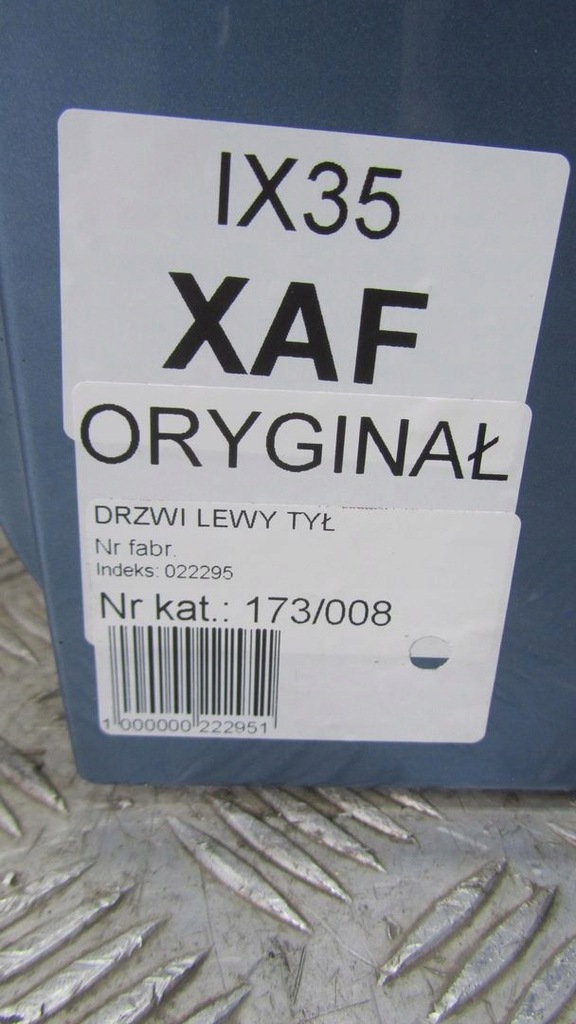 IX35
XAF
ORYGINAŁ
DRZWI LEWY TYŁ
Nr fabr.
Indeks: 022295
Nr kat.: 173/008
1 000000 222951